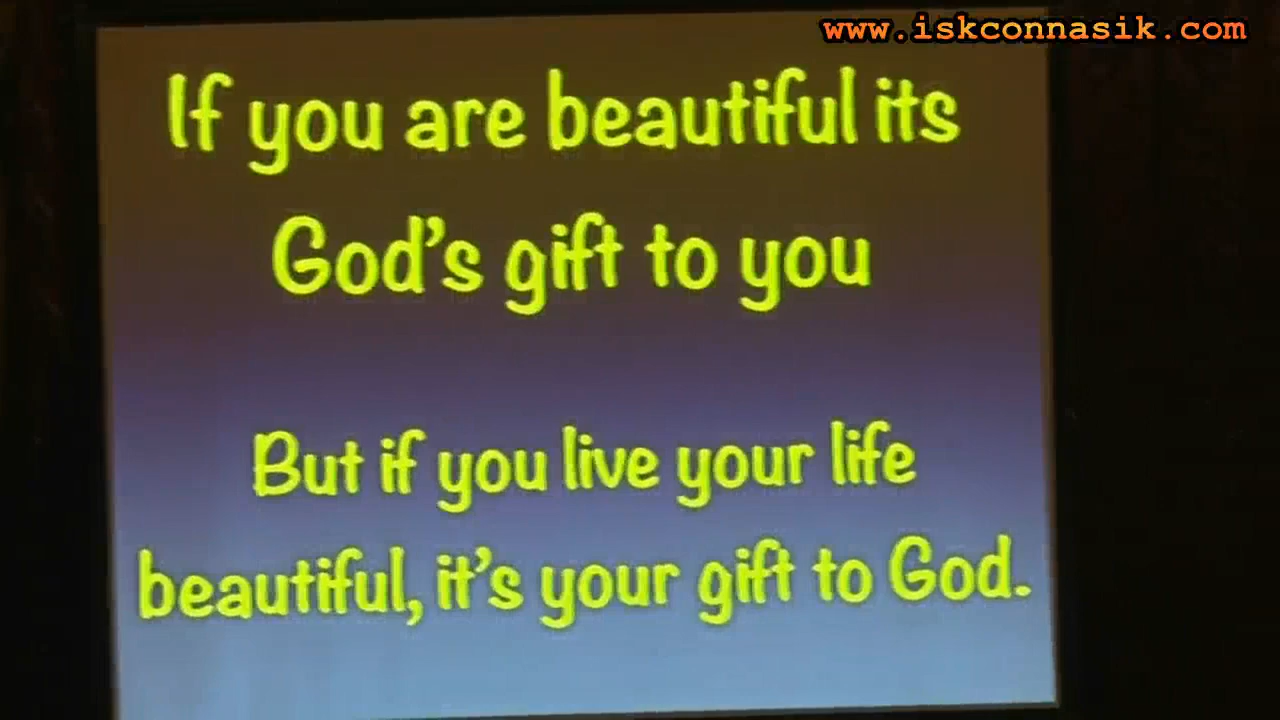 www.iskconnasik.com
If you are beautiful its
God's gift to you
But if you live your life
beautiful, it's your gift to God.